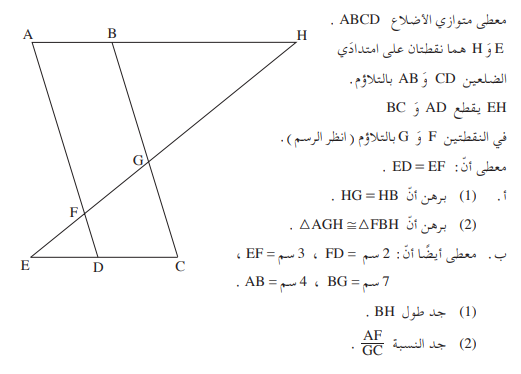 معطى متوازي الأضلاع ABCD .
E وَ H هما نقطتان على امتدادَي
الضلعين CD وَ AB بالتلاؤم.
EH يقطع AD وَ BC
في النقطتين F وَ G بالتلاؤم (انظر الرسم).
معطى أنّ: ED = EF .
أ. (1) برهن أنّ HG = HB .
(2) برهن أنّ △AGH ≅ △FBH .
ب. معطى أيضًا أنّ: 2 سم = FD ، 3 سم = EF ،
7 سم = BG ، 4 سم = AB .
(1) جد طول BH .
(2) جد النسبة AF/GC .
A B H
G
F
E D C